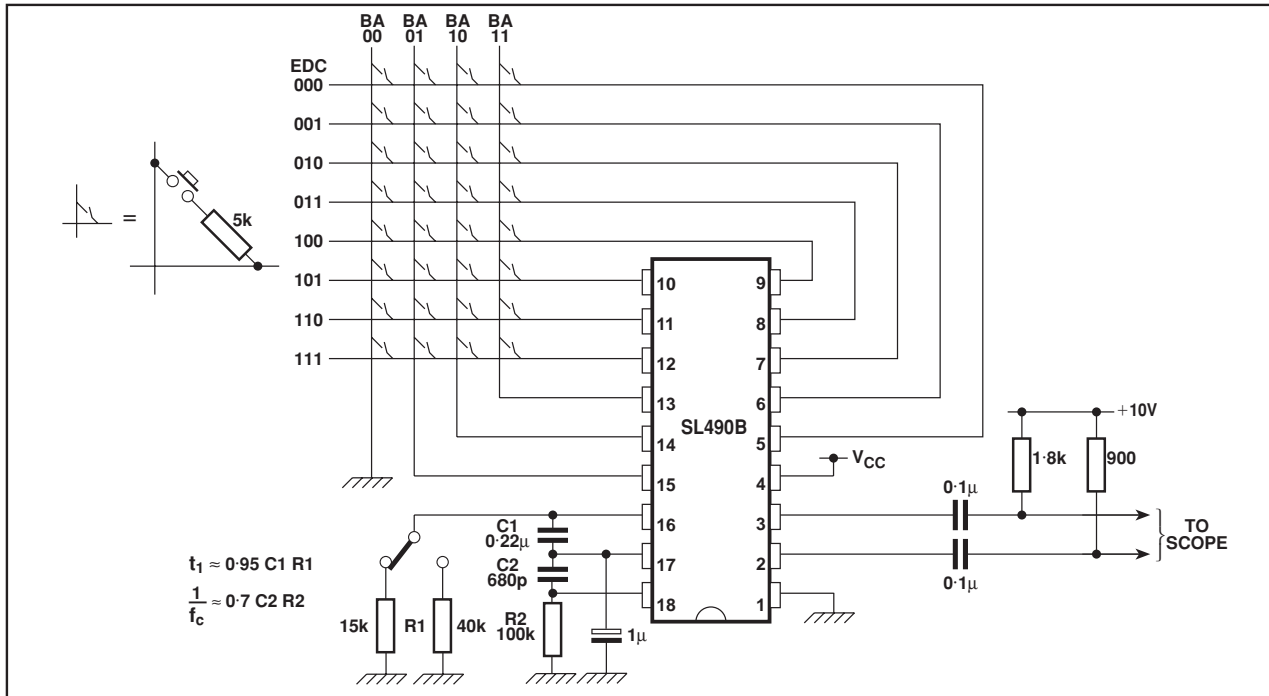 BA BA BA BA
00 01 10 11
EDC
000
001
010
011
100
101
110
111
=
5k
10 9
11 8
12 7
13 6
14 5
15 4
16 3
17 2
18 1
SL490B
VCC
+10V
1·8k 900
0·1µ
0·1µ
TO
SCOPE
C1
0·22µ
C2
680p
R2
100k
1µ
15k R1 40k
t1 ≈ 0·95 C1 R1
1/fc ≈ 0·7 C2 R2